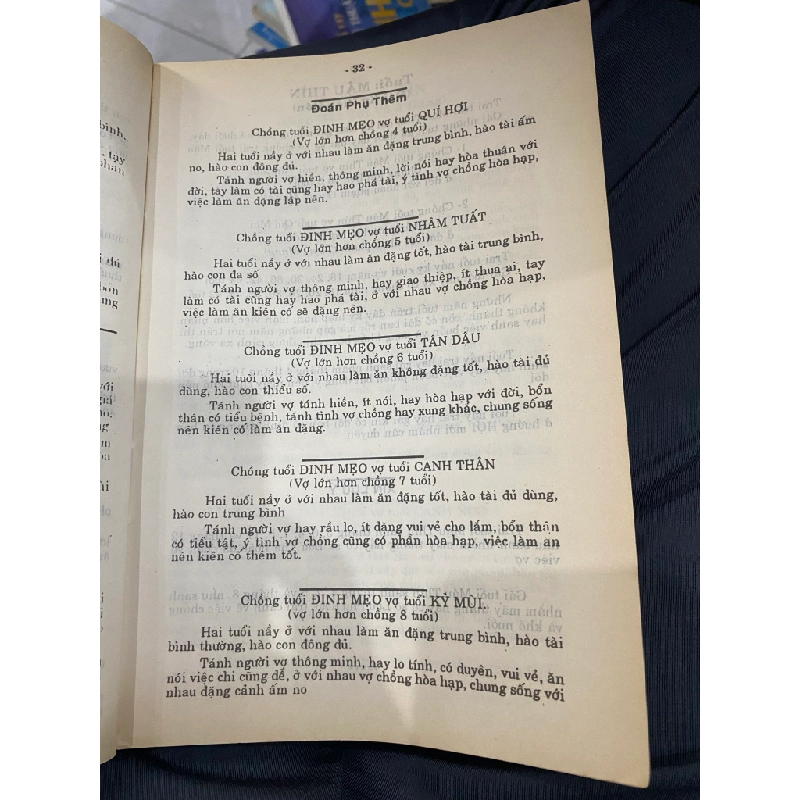 - 32 -
Đoán Phụ Thêm
Chồng tuổi ĐINH MẸO vợ tuổi QUÍ HỢI
(Vợ lớn hơn chồng 4 tuổi)
Hai tuổi nầy ở với nhau làm ăn đặng trung bình, hào tài ấm
no, hào con đông đủ.
Tánh người vợ hiền, thông minh, lời nói hay hòa thuận với
đời, tay làm có tài cũng hay hao phá tài, ý tình vợ chồng hòa hạp,
việc làm ăn đặng lập nên.
Chồng tuổi ĐINH MẸO vợ tuổi NHÂM TUẤT
(Vợ lớn hơn chồng 5 tuổi)
Hai tuổi nầy ở với nhau làm ăn đặng tốt, hào tài trung bình,
hào con đa số
Tánh người vợ thông minh, hay giao thiệp, ít thua ai, tay
làm có tài cũng hay hao phá tài, ở với nhau vợ chồng hòa hạp,
việc làm ăn kiên cố sẽ đặng nên.
Chồng tuổi ĐINH MẸO vợ tuổi TÂN DẬU
(Vợ lớn hơn chồng 6 tuổi)
Hai tuổi nầy ở với nhau làm ăn không đặng tốt, hào tài đủ
dùng, hào con thiểu số.
Tánh người vợ tánh hiền, ít nói, hay hòa hạp với đời, bổn
thân có tiểu bệnh, tánh tình vợ chồng hay xung khắc, chung sống
nên kiên cố làm ăn đặng.
Chóng tuổi ĐINH MẸO vợ tuổi CANH THÂN
(Vợ lớn hơn chồng 7 tuổi)
Hai tuổi nầy ở với nhau làm ăn đặng tốt, hào tài đủ dùng,
hào con trung bình
Tánh người vợ hay rầu lo, ít đặng vui vẻ cho lắm, bổn thân
có tiểu tật, ý tình vợ chồng cũng có phần hòa hạp, việc làm ăn
nên kiên cố thêm tốt.
Chồng tuổi ĐINH MẸO vợ tuổi KỶ MÙI.
(vợ lớn hơn chồng 8 tuổi)
Hai tuổi nầy ở với nhau làm ăn đặng trung bình, hào tài
bình thường, hào con đông đủ.
Tánh người vợ thông minh, hay lo tính, có duyên, vui vẻ, ăn
nói việc chi cũng dễ, ở với nhau vợ chồng hòa hạp, chung sống với
nhau đặng cảnh ấm no